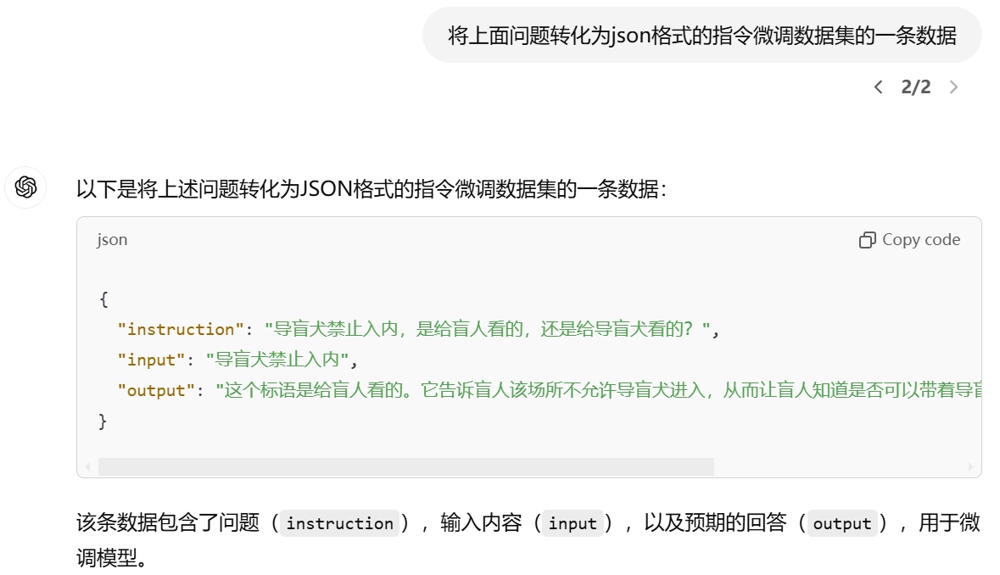 将上面问题转化为json格式的指令微调数据集的一条数据
2/2
以下是将上述问题转化为JSON格式的指令微调数据集的一条数据：
json
Copy code
{
"instruction": "导盲犬禁止入内，是给盲人看的，还是给导盲犬看的？",
"input": "导盲犬禁止入内",
"output": "这个标语是给盲人看的。它告诉盲人该场所不允许导盲犬进入，从而让盲人知道是否可以带着导
}
该条数据包含了问题（instruction），输入内容（input），以及预期的回答（output），用于微
调模型。